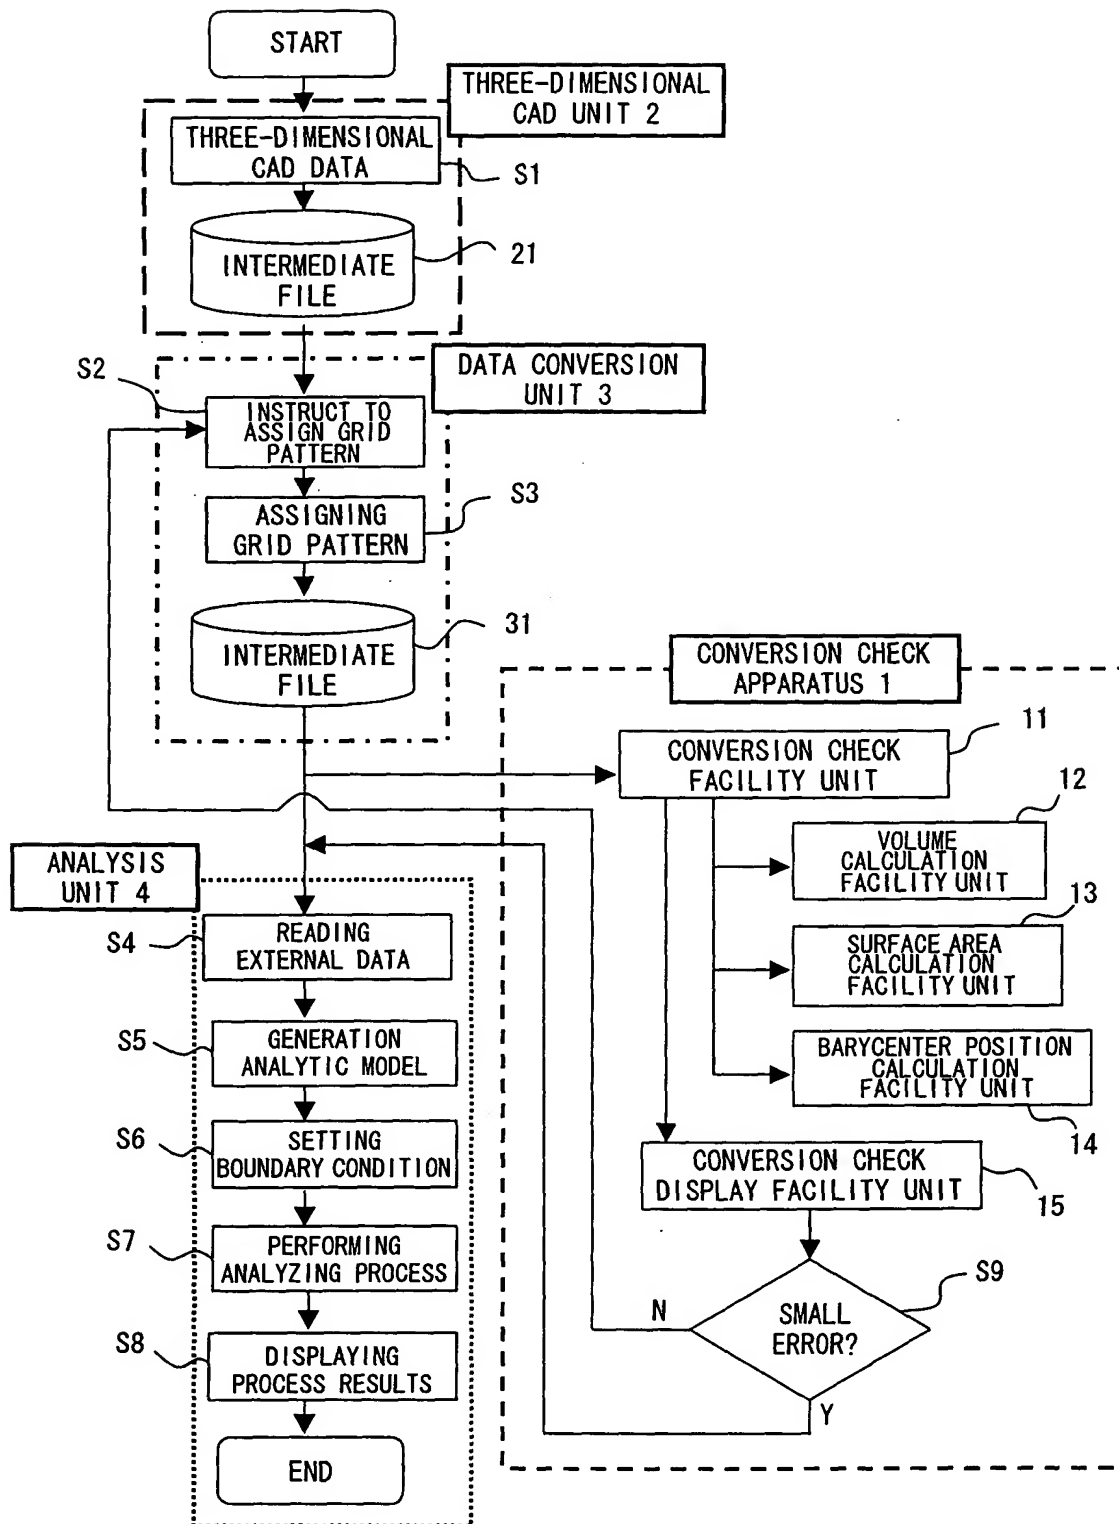 START
THREE-DIMENSIONAL
CAD UNIT 2
THREE-DIMENSIONAL
CAD DATA
S1
INTERMEDIATE
FILE
21
DATA CONVERSION
UNIT 3
S2
INSTRUCT TO
ASSIGN GRID
PATTERN
ASSIGNING
GRID PATTERN
S3
INTERMEDIATE
FILE
31
CONVERSION CHECK
APPARATUS 1
CONVERSION CHECK
FACILITY UNIT
11
VOLUME
CALCULATION
FACILITY UNIT
12
SURFACE AREA
CALCULATION
FACILITY UNIT
13
BARYCENTER POSITION
CALCULATION
FACILITY UNIT
14
CONVERSION CHECK
DISPLAY FACILITY UNIT
15
SMALL
ERROR?
S9
N
Y
ANALYSIS
UNIT 4
S4
READING
EXTERNAL DATA
S5
GENERATION
ANALYTIC MODEL
S6
SETTING
BOUNDARY CONDITION
S7
PERFORMING
ANALYZING PROCESS
S8
DISPLAYING
PROCESS RESULTS
END